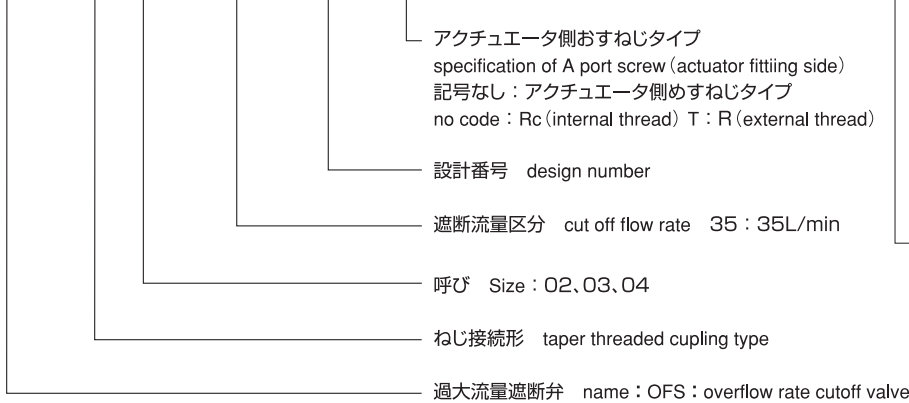 アクチュエータ側おすねじタイプ
specification of A port screw（actuator fittiing side）
記号なし：アクチュエータ側めすねじタイプ
no code：Rc（internal thread）T：R（external thread）
設計番号　design number
遮断流量区分　cut off flow rate　35：35L/min
呼び　Size：02、03、04
ねじ接続形　taper threaded cupling type
過大流量遮断弁　name：OFS：overflow rate cutoff valve